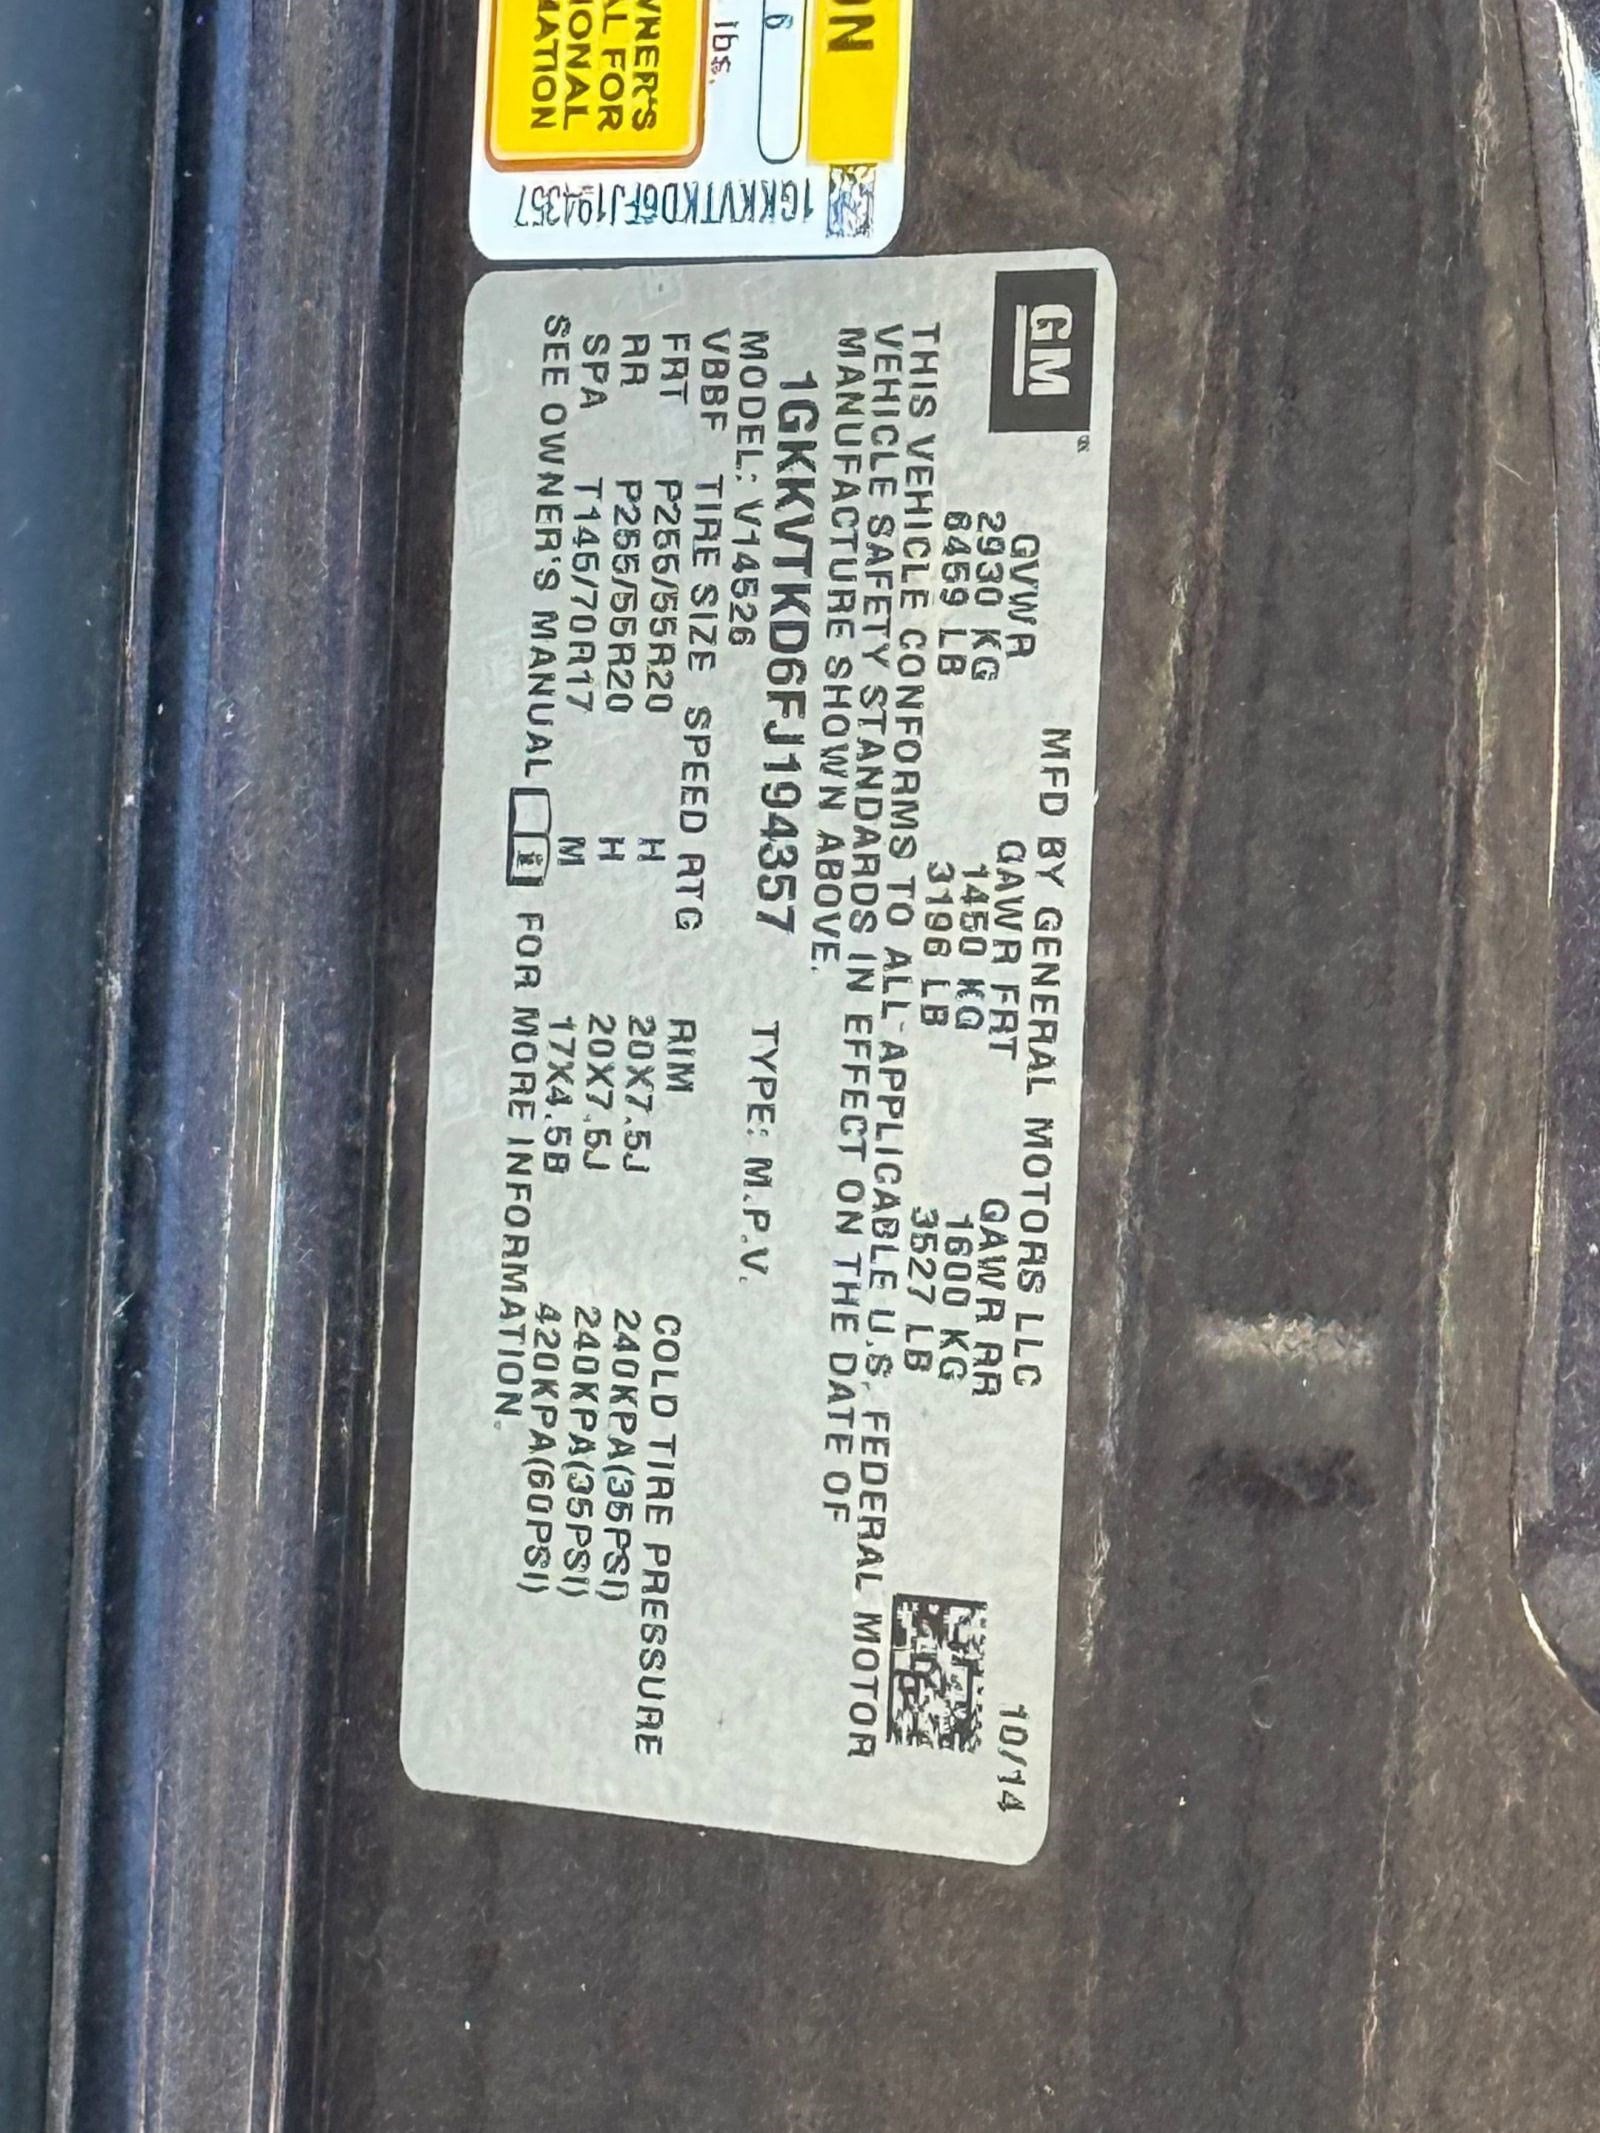 ON
6
lbs.
WNER'S
AL FOR
IONAL
MATION
1GKKVTKD6FJ194357
GM
MFD BY GENERAL MOTORS LLC
10/14
GVWR GAWR FRT GAWR RR
2930 KG 1450 KG 1600 KG
6459 LB 3196 LB 3527 LB
THIS VEHICLE CONFORMS TO ALL APPLICABLE U.S. FEDERAL MOTOR
VEHICLE SAFETY STANDARDS IN EFFECT ON THE DATE OF
MANUFACTURE SHOWN ABOVE.
1GKKVTKD6FJ194357 TYPE: M.P.V.
MODEL: V14526
VBBF TIRE SIZE SPEED RTG RIM COLD TIRE PRESSURE
FRT P255/55R20 H 20X7.5J 240KPA(35PSI)
RR P255/55R20 H 20X7.5J 240KPA(35PSI)
SPA T145/70R17 M 17X4.5B 420KPA(60PSI)
SEE OWNER'S MANUAL i FOR MORE INFORMATION.